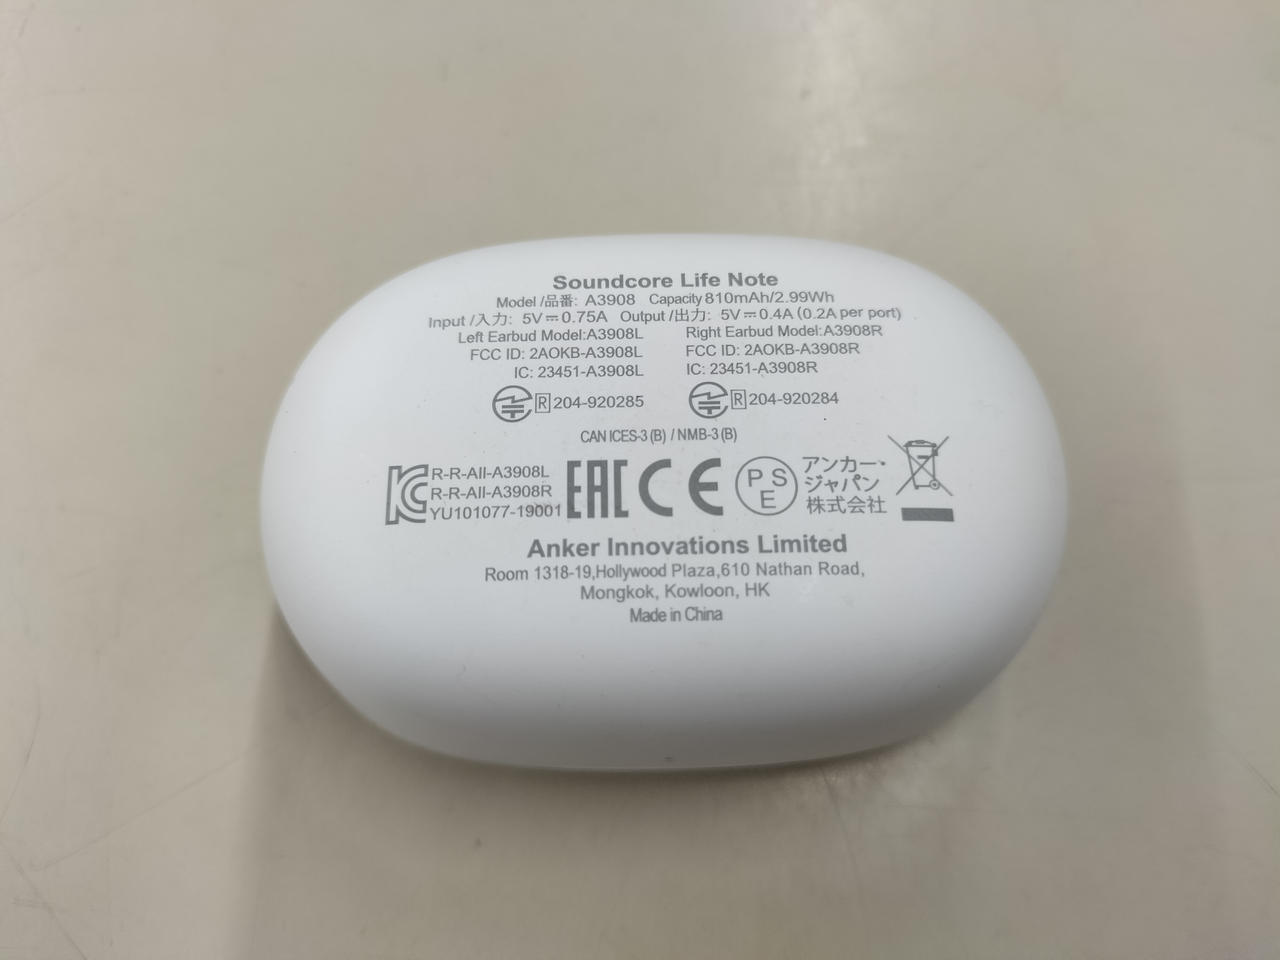 Soundcore Life Note
Model /品番: A3908 Capacity 810mAh/2.99Wh
Input /入力: 5V⎓0.75A Output /出力: 5V⎓0.4A (0.2A per port)
Left Earbud Model:A3908L Right Earbud Model:A3908R
FCC ID: 2AOKB-A3908L FCC ID: 2AOKB-A3908R
IC: 23451-A3908L IC: 23451-A3908R
R 204-920285 R 204-920284
CAN ICES-3 (B) / NMB-3 (B)
R-R-AII-A3908L
R-R-AII-A3908R
YU101077-19001
EAC CE
PSE
アンカー・
ジャパン
株式会社
Anker Innovations Limited
Room 1318-19,Hollywood Plaza,610 Nathan Road,
Mongkok, Kowloon, HK
Made in China